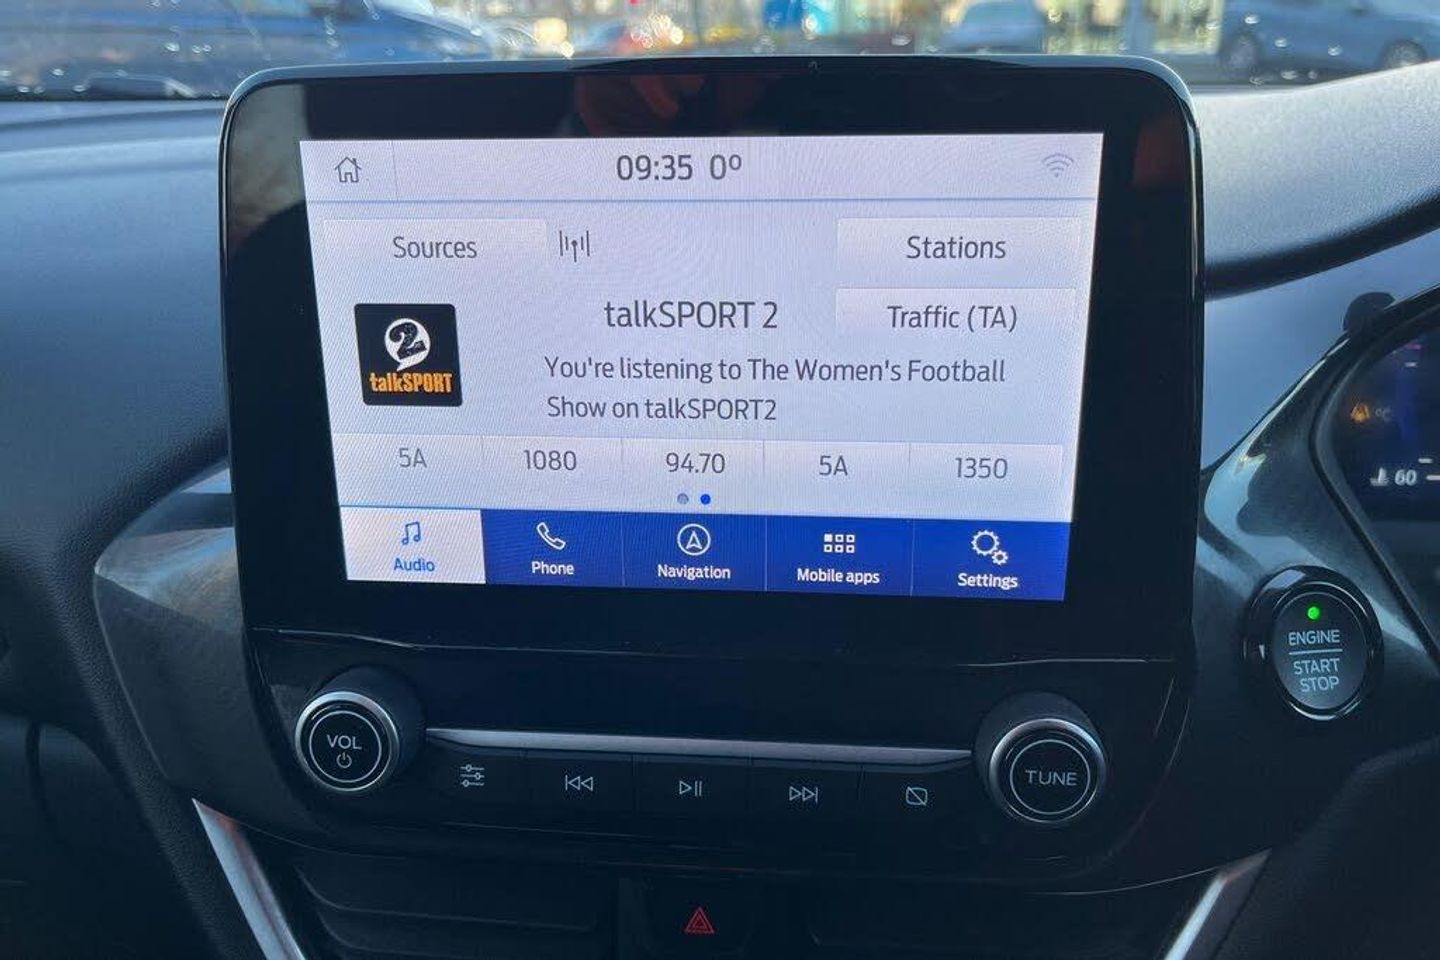 09:35 0º
Sources
Stations
talkSPORT 2
Traffic (TA)
2
talkSPORT
You're listening to The Women's Football
Show on talkSPORT2
5A 1080 94.70 5A 1350
Audio Phone Navigation Mobile apps Settings
ENGINE
START
STOP
VOL
TUNE
°C
60